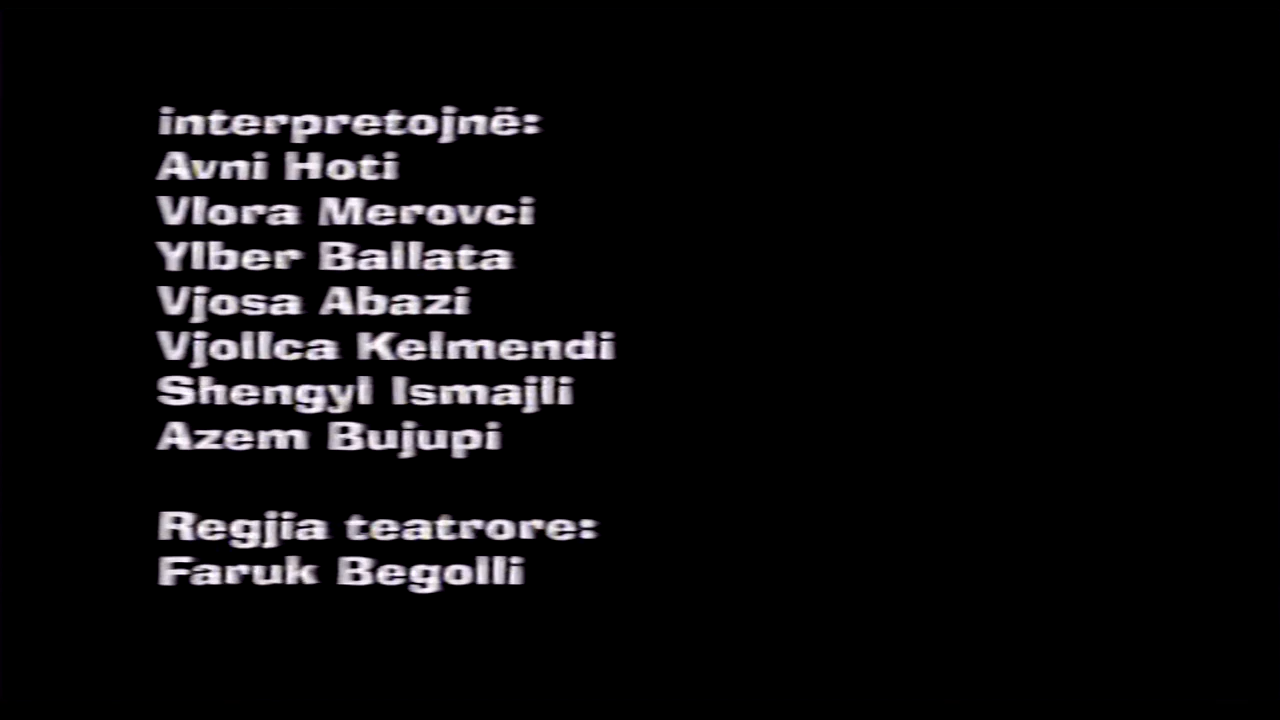 interpretojnë:
Avni Hoti
Vlora Merovci
Ylber Ballata
Vjosa Abazi
Vjollca Kelmendi
Shengyl Ismajli
Azem Bujupi
Regjia teatrore:
Faruk Begolli